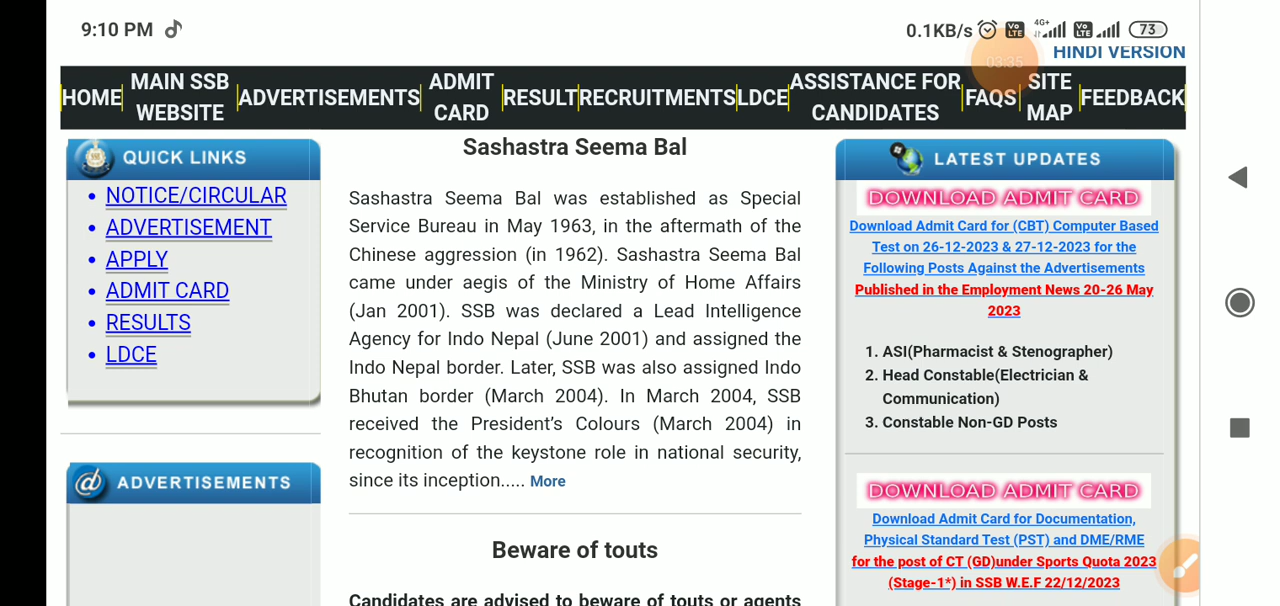 9:10 PM
0.1KB/s
Vo LTE
4G+
Vo LTE
73
HINDI VERSION
03:35
HOME
MAIN SSB
WEBSITE
ADVERTISEMENTS
ADMIT
CARD
RESULT
RECRUITMENTS
LDCE
ASSISTANCE FOR
CANDIDATES
FAQS
SITE
MAP
FEEDBACK
QUICK LINKS
NOTICE/CIRCULAR
ADVERTISEMENT
APPLY
ADMIT CARD
RESULTS
LDCE
ADVERTISEMENTS
Sashastra Seema Bal
Sashastra Seema Bal was established as Special
Service Bureau in May 1963, in the aftermath of the
Chinese aggression (in 1962). Sashastra Seema Bal
came under aegis of the Ministry of Home Affairs
(Jan 2001). SSB was declared a Lead Intelligence
Agency for Indo Nepal (June 2001) and assigned the
Indo Nepal border. Later, SSB was also assigned Indo
Bhutan border (March 2004). In March 2004, SSB
received the President’s Colours (March 2004) in
recognition of the keystone role in national security,
since its inception..... More
Beware of touts
Candidates are advised to beware of touts or agents
LATEST UPDATES
DOWNLOAD ADMIT CARD
Download Admit Card for (CBT) Computer Based
Test on 26-12-2023 & 27-12-2023 for the
Following Posts Against the Advertisements
Published in the Employment News 20-26 May
2023
1. ASI(Pharmacist & Stenographer)
2. Head Constable(Electrician &
Communication)
3. Constable Non-GD Posts
DOWNLOAD ADMIT CARD
Download Admit Card for Documentation,
Physical Standard Test (PST) and DME/RME
for the post of CT (GD)under Sports Quota 2023
(Stage-1*) in SSB W.E.F 22/12/2023